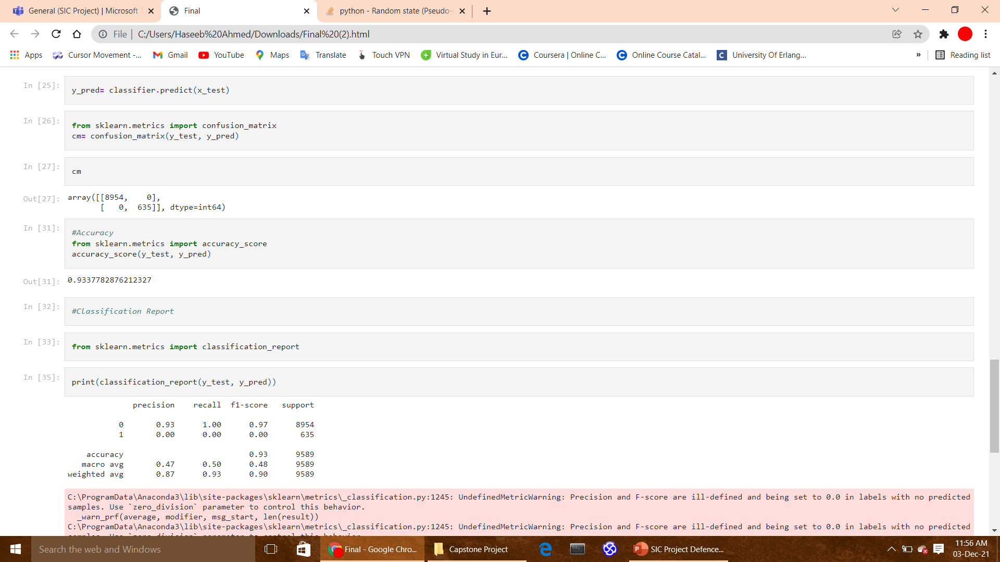 General (SIC Project) | Microsoft T
Final
python - Random state (Pseudo-
File | C:/Users/Haseeb%20Ahmed/Downloads/Final%20(2).html
Apps Cursor Movement -... Gmail YouTube Maps Translate Touch VPN Virtual Study in Eur... Coursera | Online C... Online Course Catal... University Of Erlang... » Reading list
In [25]: y_pred= classifier.predict(x_test)
In [26]: from sklearn.metrics import confusion_matrix
cm= confusion_matrix(y_test, y_pred)
In [27]: cm
Out[27]: array([[8954,    0],
       [   0,  635]], dtype=int64)
In [31]: #Accuracy
from sklearn.metrics import accuracy_score
accuracy_score(y_test, y_pred)
Out[31]: 0.9337782876212327
In [32]: #Classification Report
In [33]: from sklearn.metrics import classification_report
In [35]: print(classification_report(y_test, y_pred))
precision    recall  f1-score   support
0       0.93      1.00      0.97      8954
1       0.00      0.00      0.00       635
accuracy                           0.93      9589
macro avg       0.47      0.50      0.48      9589
weighted avg       0.87      0.93      0.90      9589
C:\ProgramData\Anaconda3\lib\site-packages\sklearn\metrics\_classification.py:1245: UndefinedMetricWarning: Precision and F-score are ill-defined and being set to 0.0 in labels with no predicted
samples. Use `zero_division` parameter to control this behavior.
_warn_prf(average, modifier, msg_start, len(result))
C:\ProgramData\Anaconda3\lib\site-packages\sklearn\metrics\_classification.py:1245: UndefinedMetricWarning: Precision and F-score are ill-defined and being set to 0.0 in labels with no predicted
samples. Use `zero_division` parameter to control this behavior.
Search the web and Windows
Final - Google Chro...
Capstone Project
SIC Project Defence...
11:56 AM
03-Dec-21